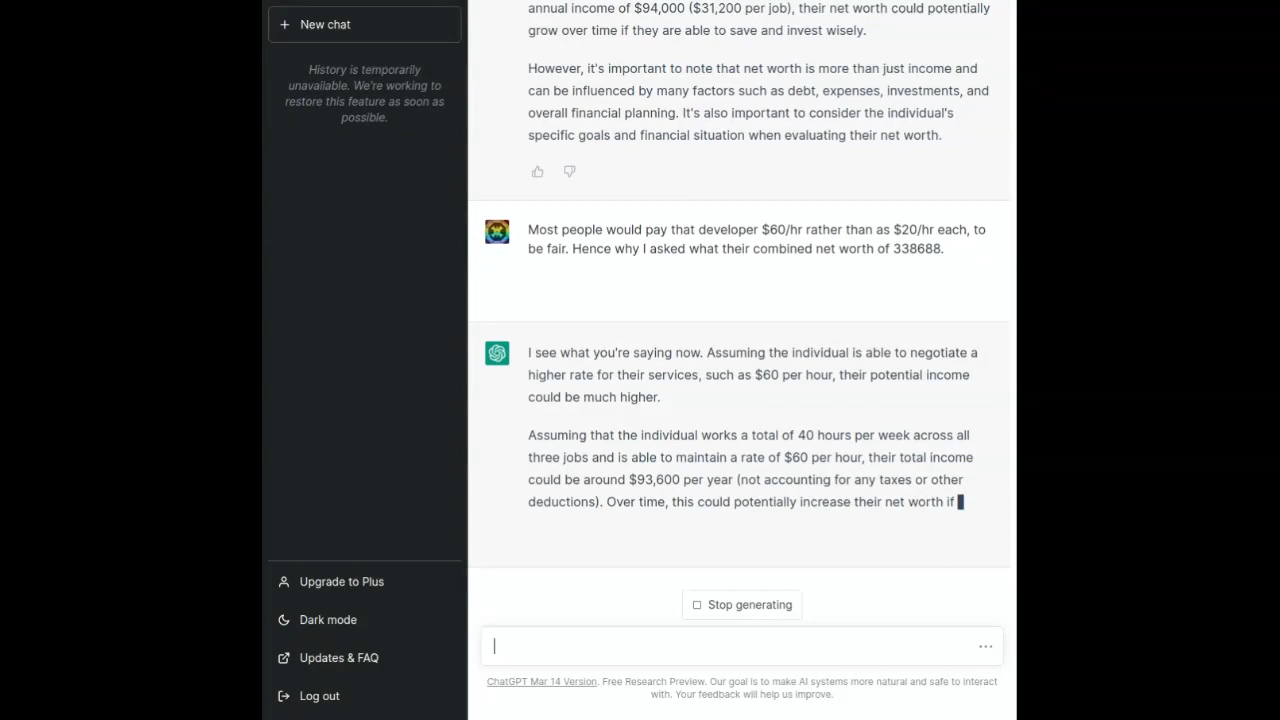 New chat
History is temporarily
unavailable. We're working to
restore this feature as soon as
possible.
Upgrade to Plus
Dark mode
Updates & FAQ
Log out
annual income of $94,000 ($31,200 per job), their net worth could potentially
grow over time if they are able to save and invest wisely.
However, it's important to note that net worth is more than just income and
can be influenced by many factors such as debt, expenses, investments, and
overall financial planning. It's also important to consider the individual's
specific goals and financial situation when evaluating their net worth.
Most people would pay that developer $60/hr rather than as $20/hr each, to
be fair. Hence why I asked what their combined net worth of 338688.
I see what you're saying now. Assuming the individual is able to negotiate a
higher rate for their services, such as $60 per hour, their potential income
could be much higher.
Assuming that the individual works a total of 40 hours per week across all
three jobs and is able to maintain a rate of $60 per hour, their total income
could be around $93,600 per year (not accounting for any taxes or other
deductions). Over time, this could potentially increase their net worth if
Stop generating
ChatGPT Mar 14 Version. Free Research Preview. Our goal is to make AI systems more natural and safe to interact
with. Your feedback will help us improve.